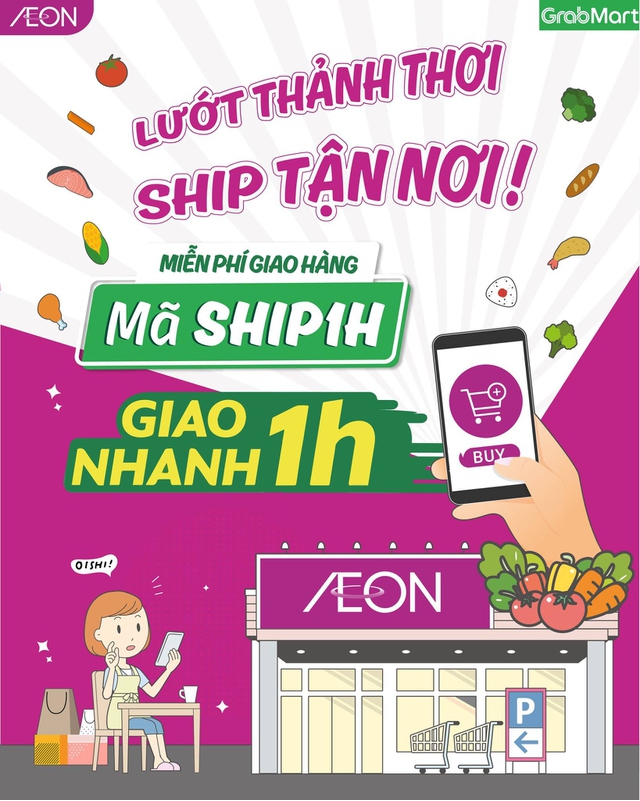 ÆON
GrabMart
LƯỚT THẢNH THƠI
SHIP TẬN NƠI!
MIỄN PHÍ GIAO HÀNG
Mã SHIP1H
GIAO
NHANH 1h
BUY
OISHI!
ÆON
P